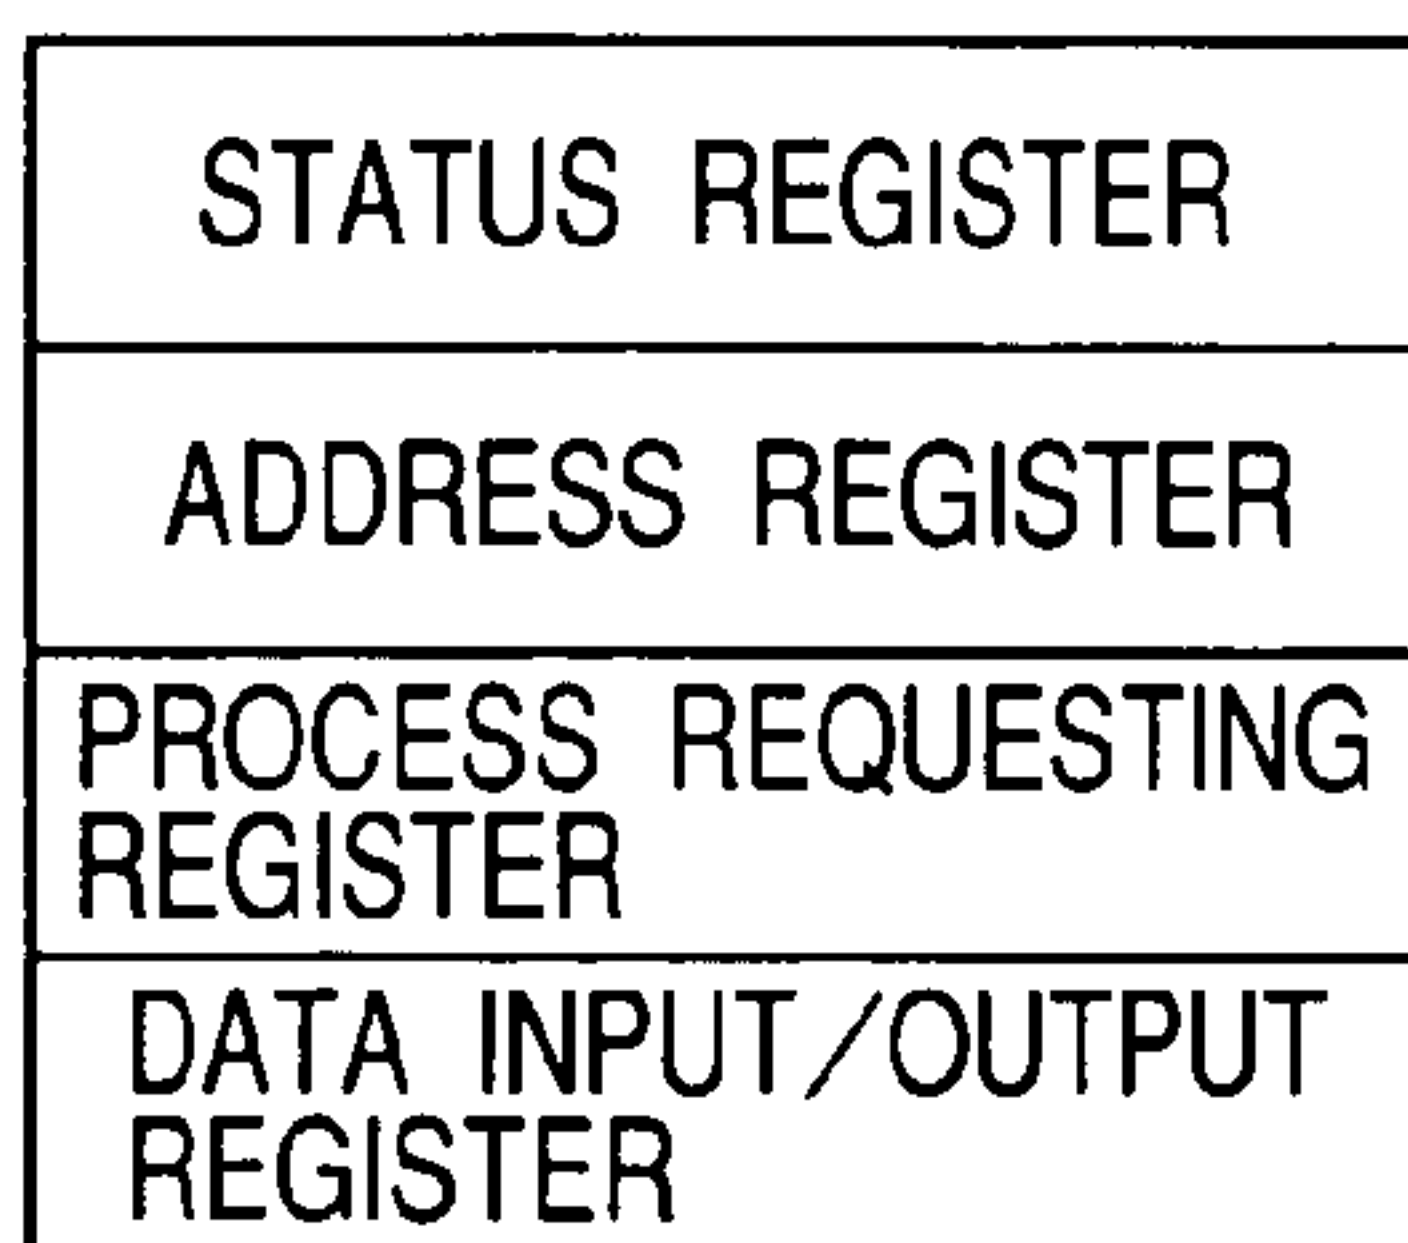 STATUS REGISTER
ADDRESS REGISTER
PROCESS REQUESTING
REGISTER
DATA INPUT/OUTPUT
REGISTER